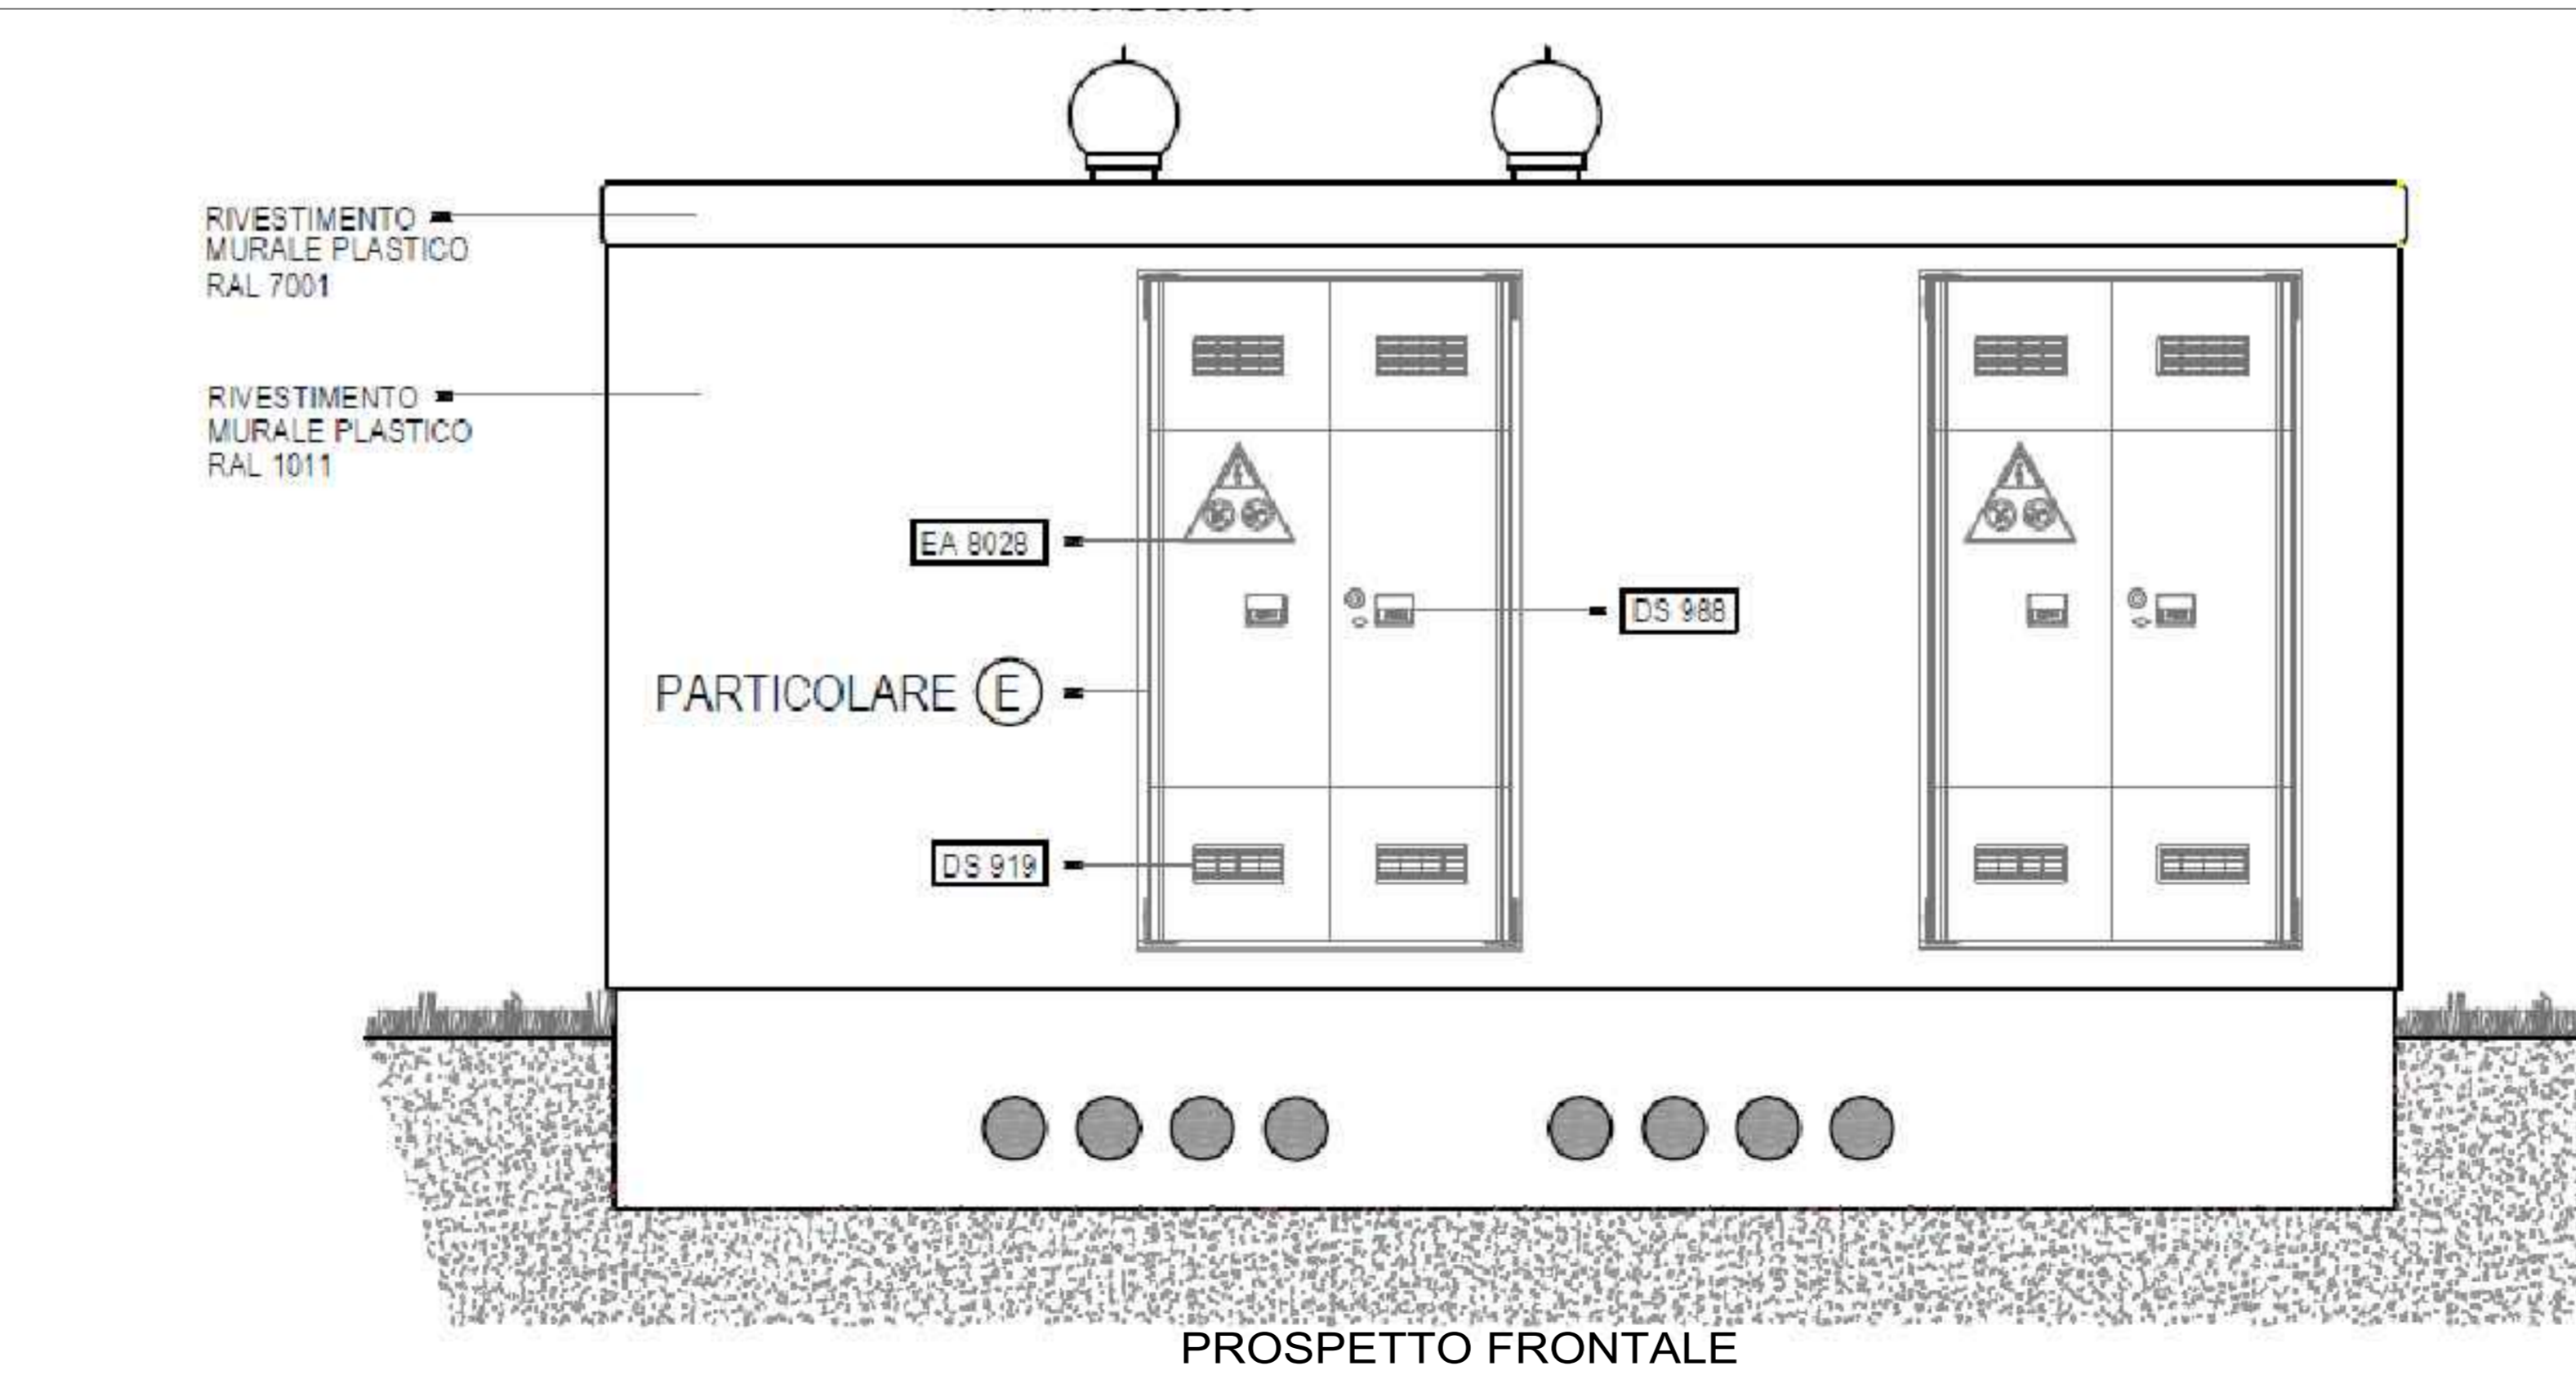 RIVESTIMENTO
MURALE PLASTICO
RAL 7001
RIVESTIMENTO
MURALE PLASTICO
RAL 1011
EA 8028
DS 988
PARTICOLARE E
DS 919
PROSPETTO FRONTALE